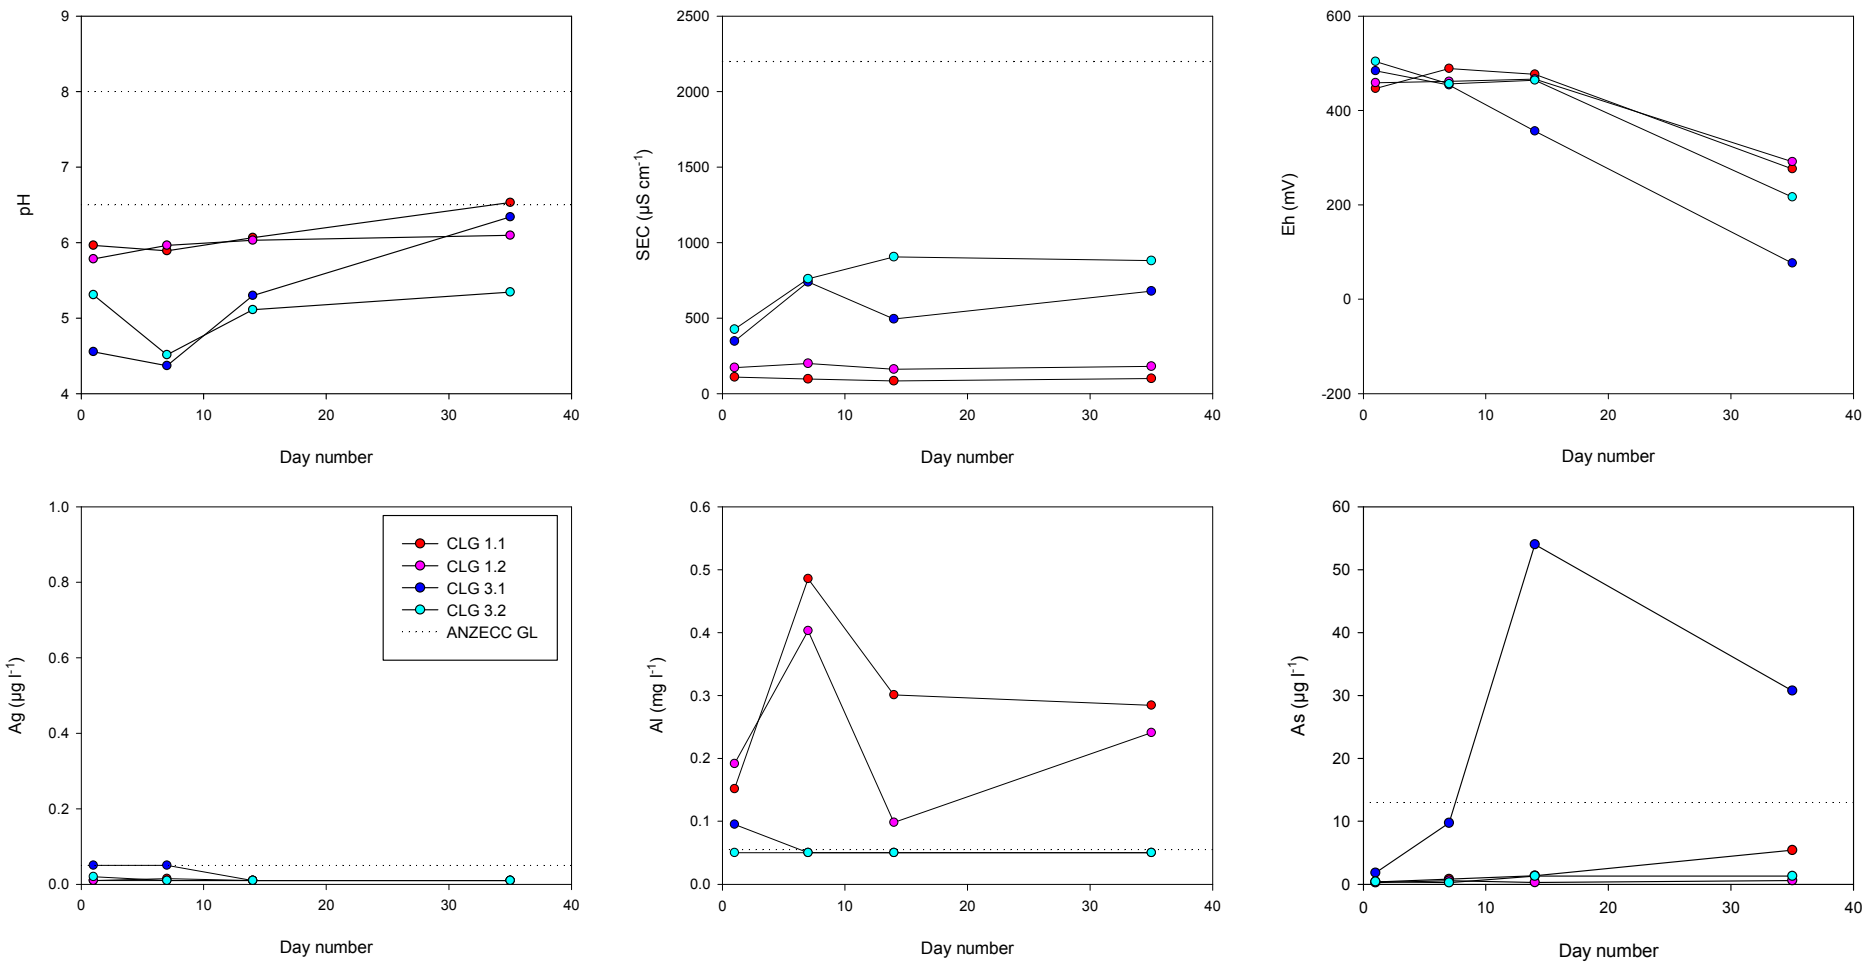 9
8
7
6
5
4
pH
0 10 20 30 40
Day number
2500
2000
1500
1000
500
0
SEC (µS cm⁻¹)
0 10 20 30 40
Day number
600
400
200
0
-200
Eh (mV)
0 10 20 30 40
Day number
1.0
0.8
0.6
0.4
0.2
0.0
Ag (µg l⁻¹)
CLG 1.1
CLG 1.2
CLG 3.1
CLG 3.2
ANZECC GL
0 10 20 30 40
Day number
0.6
0.5
0.4
0.3
0.2
0.1
0.0
Al (mg l⁻¹)
0 10 20 30 40
Day number
60
50
40
30
20
10
0
As (µg l⁻¹)
0 10 20 30 40
Day number